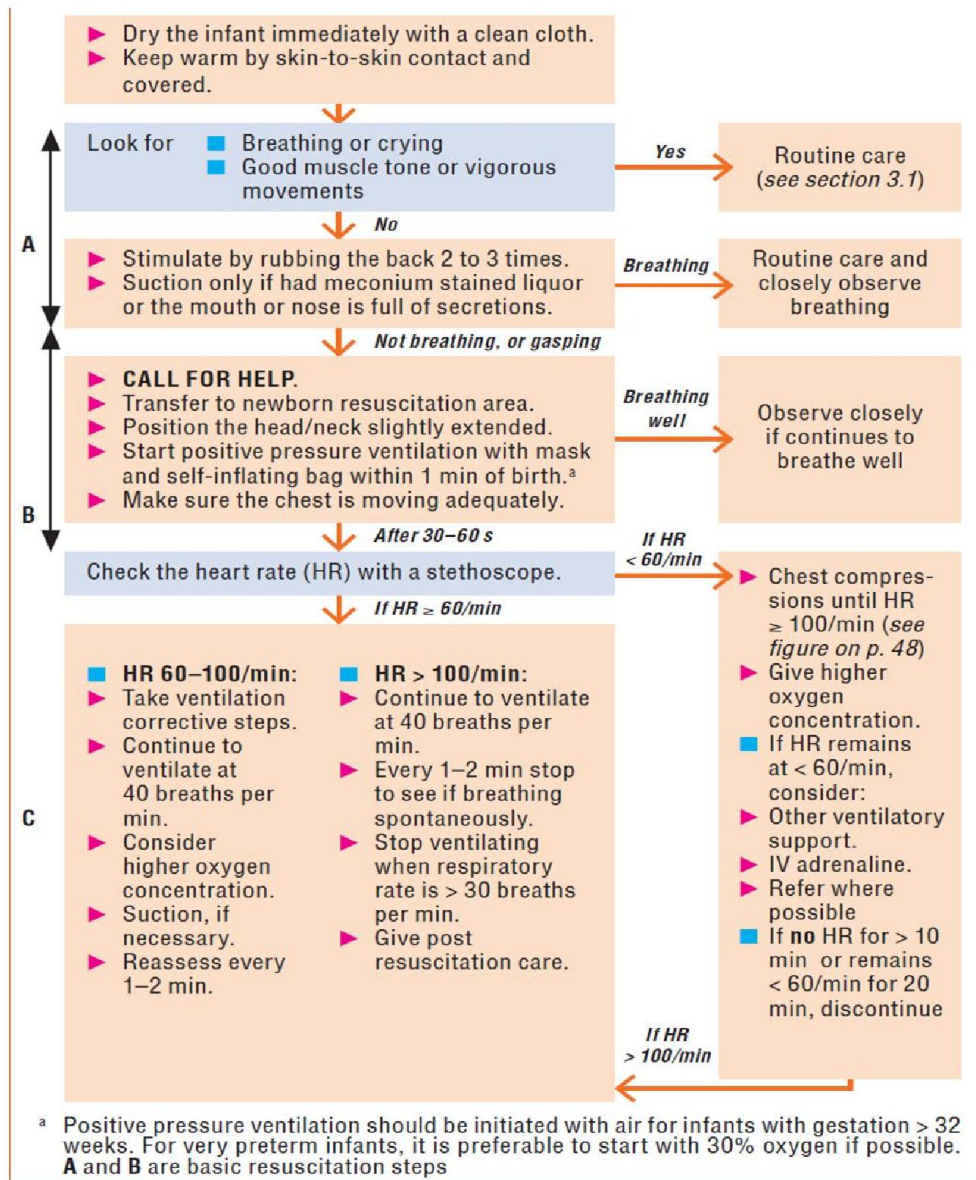 Dry the infant immediately with a clean cloth.
Keep warm by skin-to-skin contact and
covered.
A
Look for
Breathing or crying
Good muscle tone or vigorous
movements
Yes
Routine care
(see section 3.1)
No
Stimulate by rubbing the back 2 to 3 times.
Suction only if had meconium stained liquor
or the mouth or nose is full of secretions.
Breathing
Routine care and
closely observe
breathing
Not breathing, or gasping
B
CALL FOR HELP.
Transfer to newborn resuscitation area.
Position the head/neck slightly extended.
Start positive pressure ventilation with mask
and self-inflating bag within 1 min of birth.a
Make sure the chest is moving adequately.
Breathing
well
Observe closely
if continues to
breathe well
After 30–60 s
Check the heart rate (HR) with a stethoscope.
If HR
< 60/min
If HR ≥ 60/min
C
HR 60–100/min:
Take ventilation
corrective steps.
Continue to
ventilate at
40 breaths per
min.
Consider
higher oxygen
concentration.
Suction, if
necessary.
Reassess every
1–2 min.
HR > 100/min:
Continue to ventilate
at 40 breaths per
min.
Every 1–2 min stop
to see if breathing
spontaneously.
Stop ventilating
when respiratory
rate is > 30 breaths
per min.
Give post
resuscitation care.
Chest compres-
sions until HR
≥ 100/min (see
figure on p. 48)
Give higher
oxygen
concentration.
If HR remains
at < 60/min,
consider:
Other ventilatory
support.
IV adrenaline.
Refer where
possible
If no HR for > 10
min or remains
< 60/min for 20
min, discontinue
If HR
> 100/min
a Positive pressure ventilation should be initiated with air for infants with gestation > 32
weeks. For very preterm infants, it is preferable to start with 30% oxygen if possible.
A and B are basic resuscitation steps